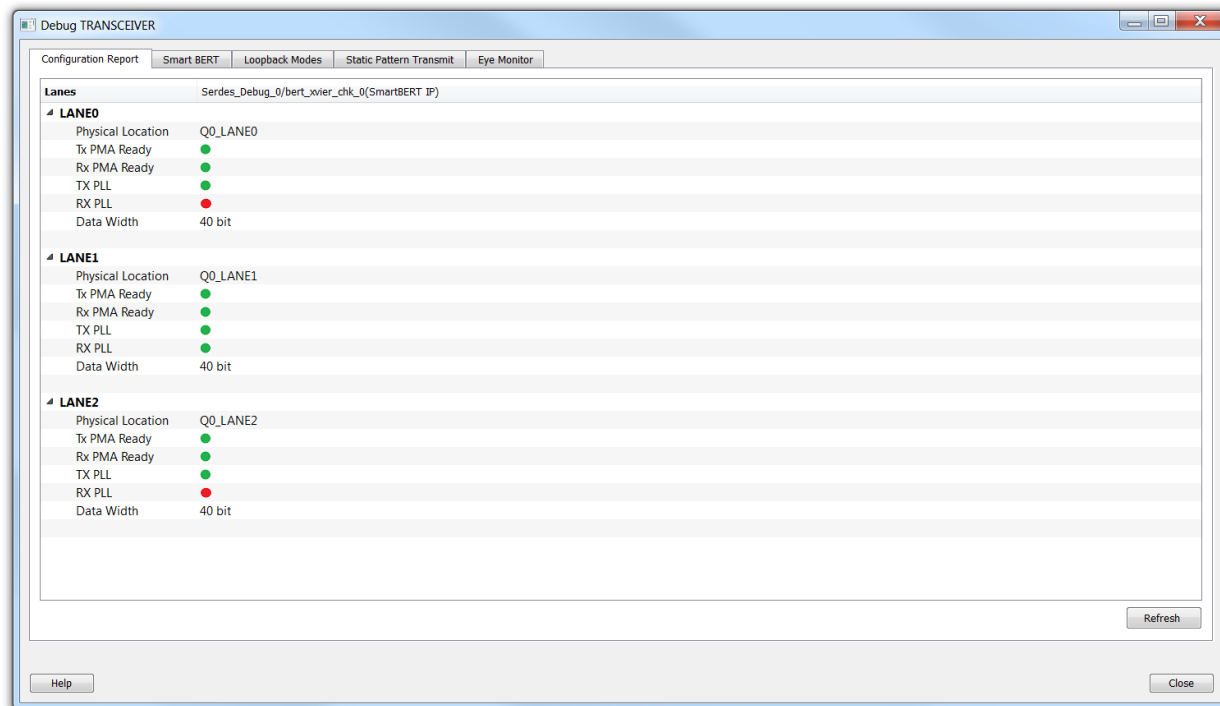 Debug TRANSCEIVER
Configuration Report Smart BERT Loopback Modes Static Pattern Transmit Eye Monitor
Lanes Serdes_Debug_0/bert_xvier_chk_0(SmartBERT IP)
LANE0
Physical Location Q0_LANE0
Tx PMA Ready
Rx PMA Ready
TX PLL
RX PLL
Data Width 40 bit
LANE1
Physical Location Q0_LANE1
Tx PMA Ready
Rx PMA Ready
TX PLL
RX PLL
Data Width 40 bit
LANE2
Physical Location Q0_LANE2
Tx PMA Ready
Rx PMA Ready
TX PLL
RX PLL
Data Width 40 bit
Refresh
Help Close